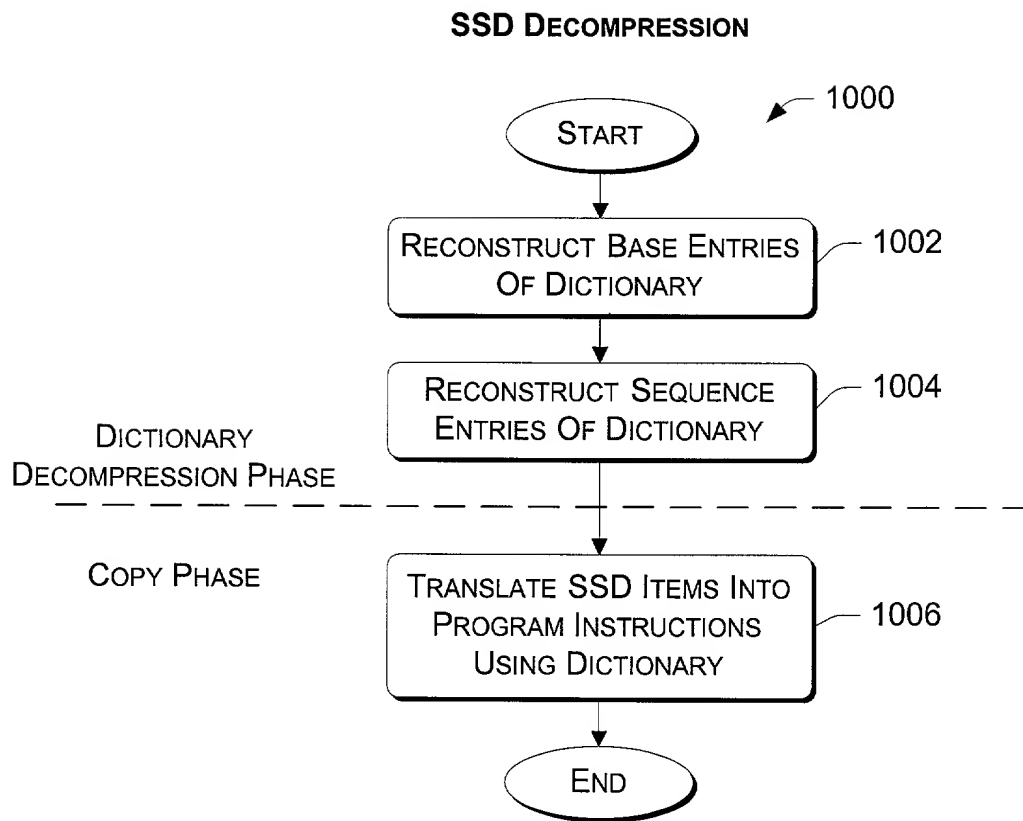 SSD DECOMPRESSION
1000
START
RECONSTRUCT BASE ENTRIES
OF DICTIONARY
1002
RECONSTRUCT SEQUENCE
ENTRIES OF DICTIONARY
1004
DICTIONARY
DECOMPRESSION PHASE
COPY PHASE
TRANSLATE SSD ITEMS INTO
PROGRAM INSTRUCTIONS
USING DICTIONARY
1006
END